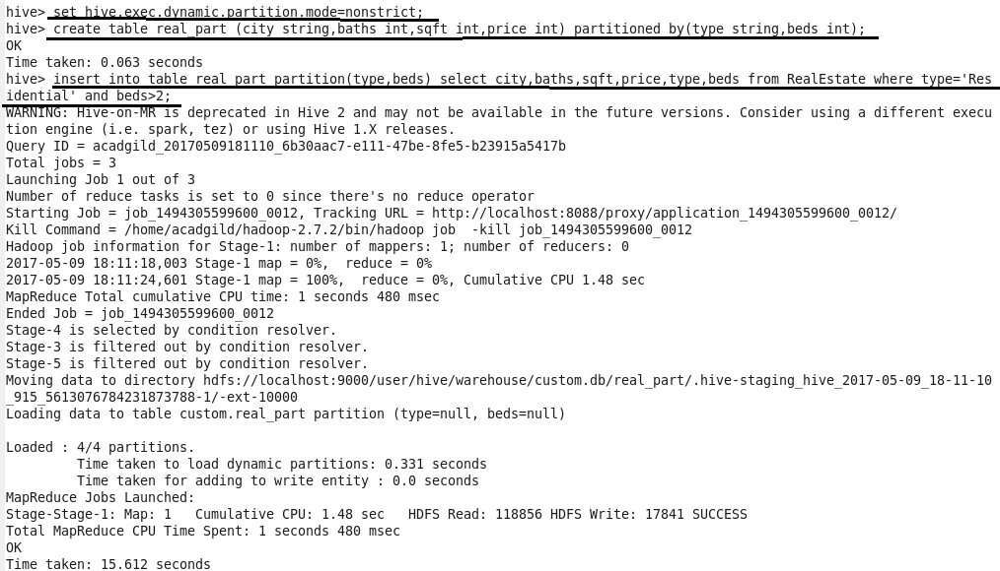 hive> set hive.exec.dynamic.partition.mode=nonstrict;
hive> create table real_part (city string,baths int,sqft int,price int) partitioned by(type string,beds int);
OK
Time taken: 0.063 seconds
hive> insert into table real_part partition(type,beds) select city,baths,sqft,price,type,beds from RealEstate where type='Res
idential' and beds>2;
WARNING: Hive-on-MR is deprecated in Hive 2 and may not be available in the future versions. Consider using a different execu
tion engine (i.e. spark, tez) or using Hive 1.X releases.
Query ID = acadgild_20170509181110_6b30aac7-e111-47be-8fe5-b23915a5417b
Total jobs = 3
Launching Job 1 out of 3
Number of reduce tasks is set to 0 since there's no reduce operator
Starting Job = job_1494305599600_0012, Tracking URL = http://localhost:8088/proxy/application_1494305599600_0012/
Kill Command = /home/acadgild/hadoop-2.7.2/bin/hadoop job  -kill job_1494305599600_0012
Hadoop job information for Stage-1: number of mappers: 1; number of reducers: 0
2017-05-09 18:11:18,003 Stage-1 map = 0%,  reduce = 0%
2017-05-09 18:11:24,601 Stage-1 map = 100%,  reduce = 0%, Cumulative CPU 1.48 sec
MapReduce Total cumulative CPU time: 1 seconds 480 msec
Ended Job = job_1494305599600_0012
Stage-4 is selected by condition resolver.
Stage-3 is filtered out by condition resolver.
Stage-5 is filtered out by condition resolver.
Moving data to directory hdfs://localhost:9000/user/hive/warehouse/custom.db/real_part/.hive-staging_hive_2017-05-09_18-11-10
_915_5613076784231873788-1/-ext-10000
Loading data to table custom.real_part partition (type=null, beds=null)
Loaded : 4/4 partitions.
Time taken to load dynamic partitions: 0.331 seconds
Time taken for adding to write entity : 0.0 seconds
MapReduce Jobs Launched:
Stage-Stage-1: Map: 1   Cumulative CPU: 1.48 sec   HDFS Read: 118856 HDFS Write: 17841 SUCCESS
Total MapReduce CPU Time Spent: 1 seconds 480 msec
OK
Time taken: 15.612 seconds